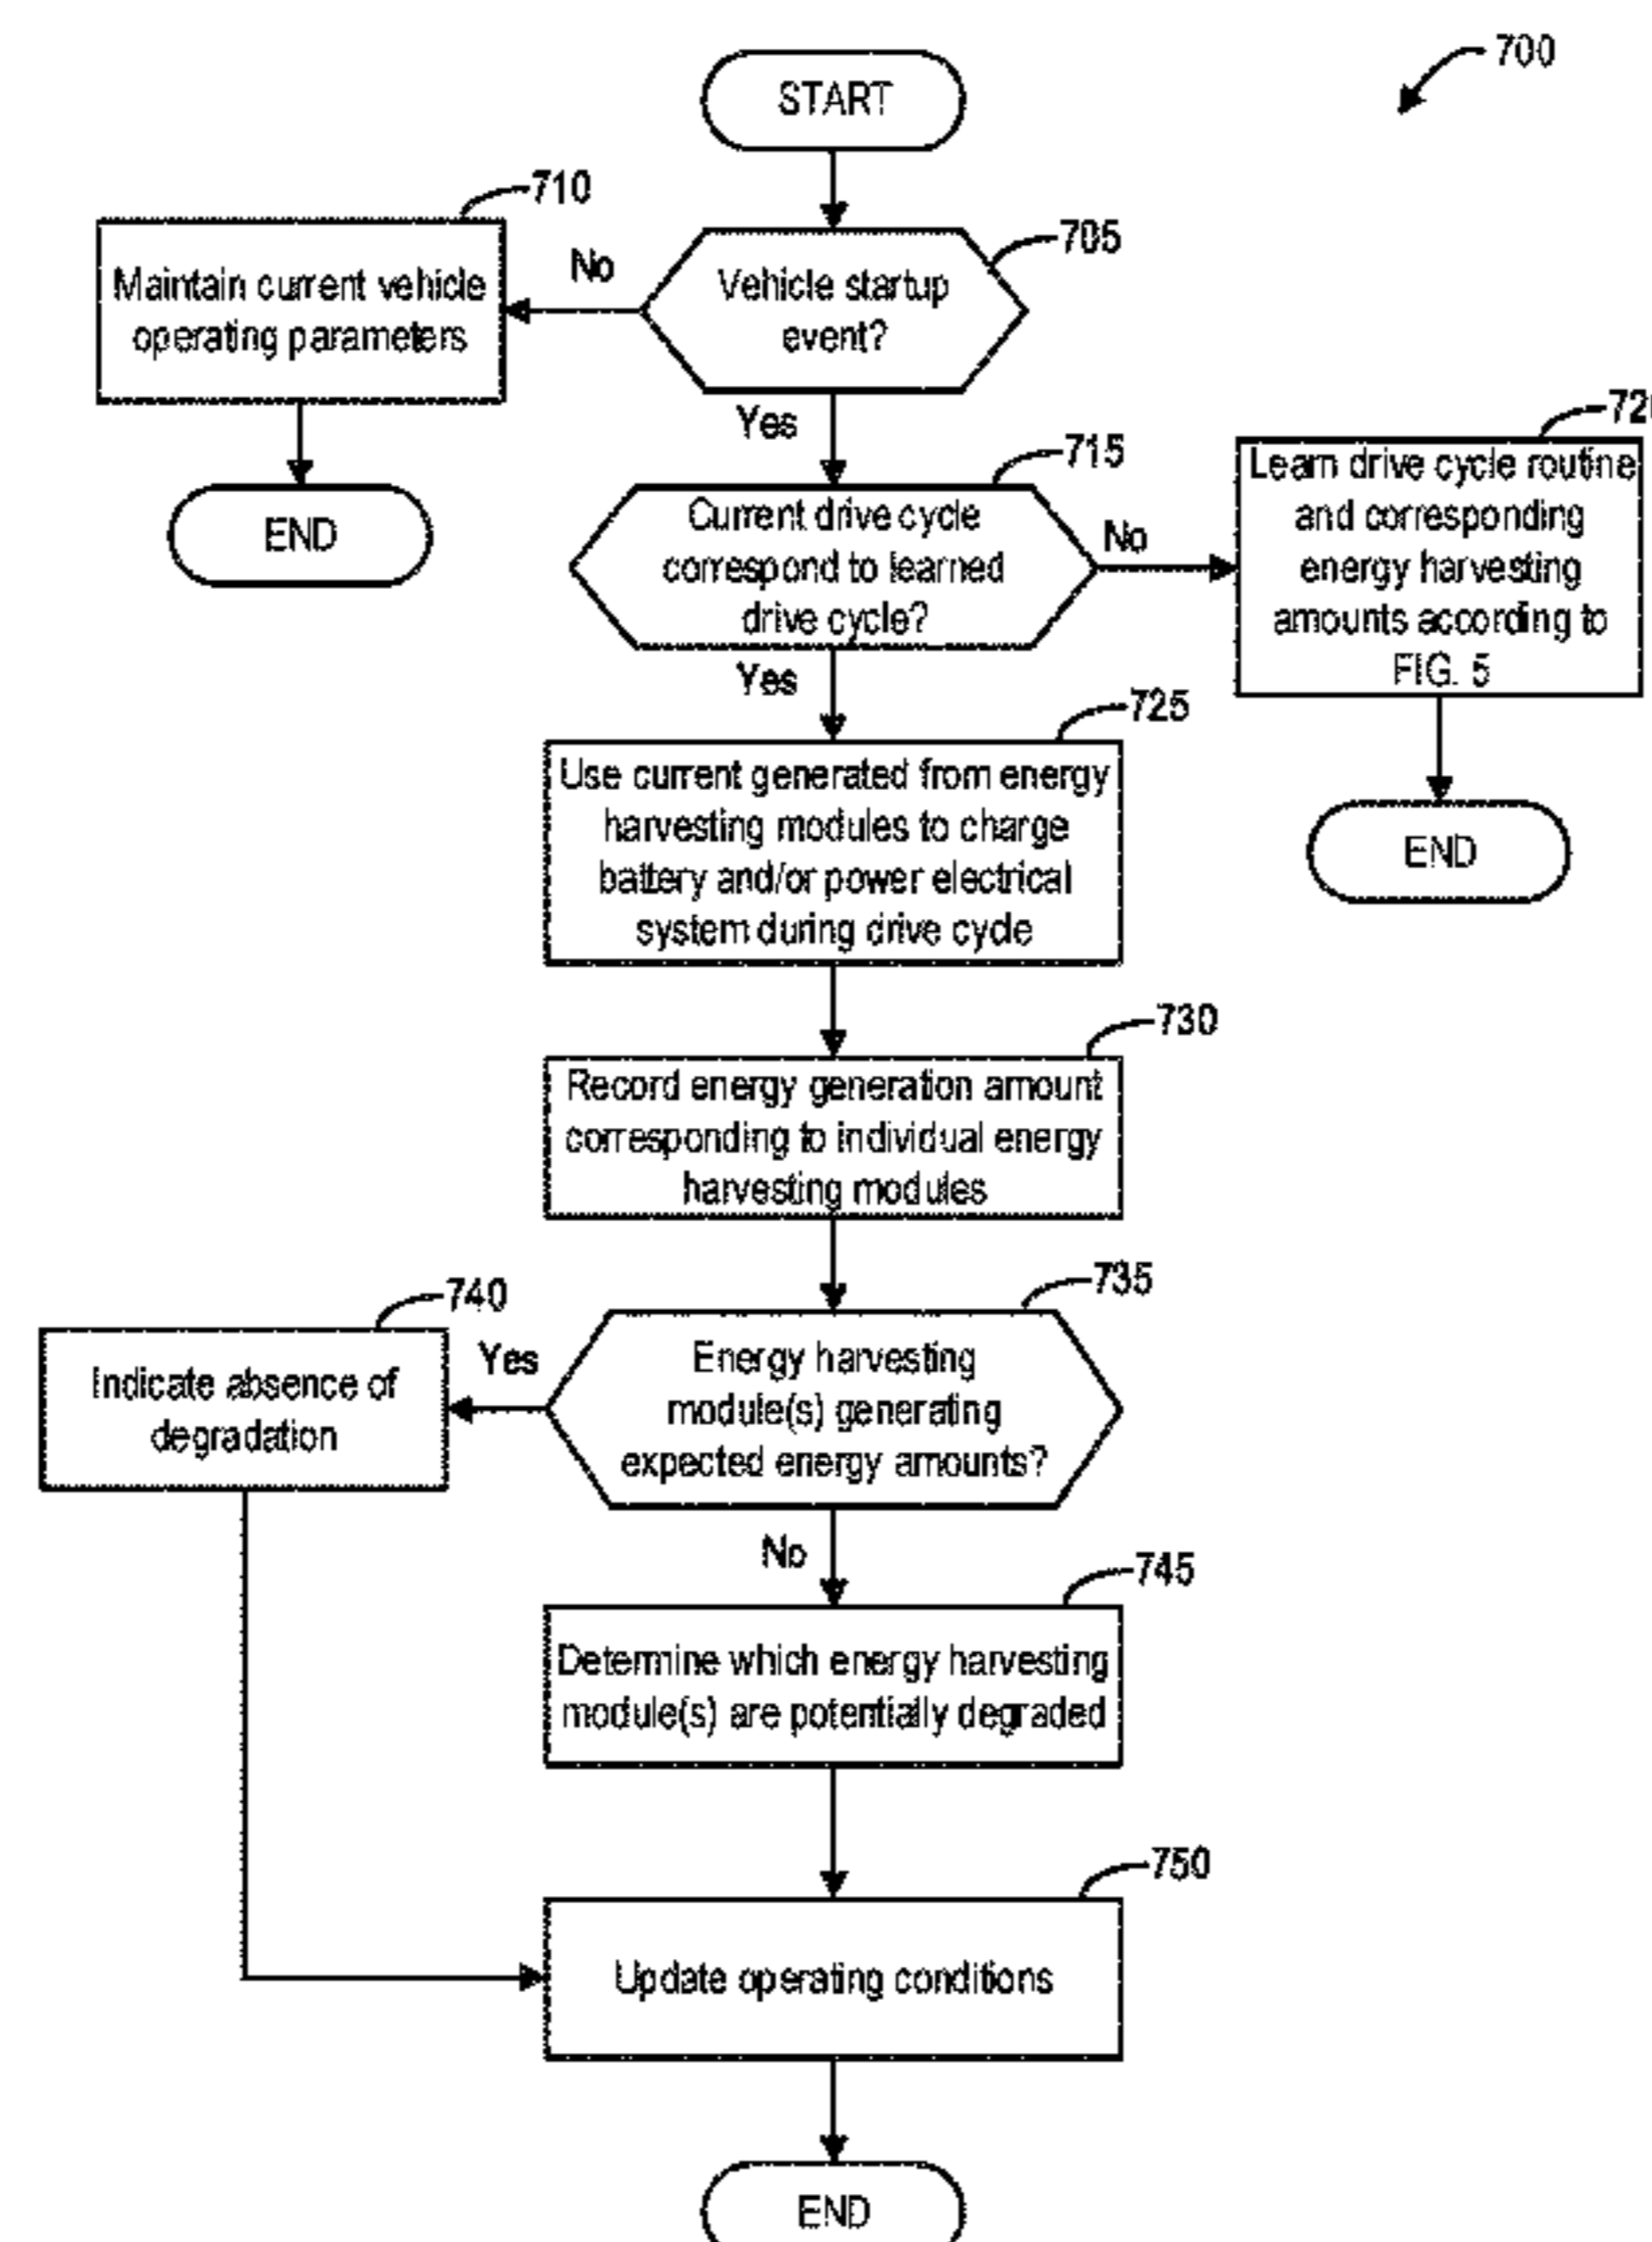 700
START
710
705
Maintain current vehicle
operating parameters
No
Vehicle startup
event?
Yes
END
715
Current drive cycle
correspond to learned
drive cycle?
No
Learn drive cycle routine
and corresponding
energy harvesting
amounts according to
FIG. 5
Yes
END
725
Use current generated from energy
harvesting modules to charge
battery and/or power electrical
system during drive cycle
730
Record energy generation amount
corresponding to individual energy
harvesting modules
735
740
Indicate absence of
degradation
Yes
Energy harvesting
module(s) generating
expected energy amounts?
No
745
Determine which energy harvesting
module(s) are potentially degraded
750
Update operating conditions
END